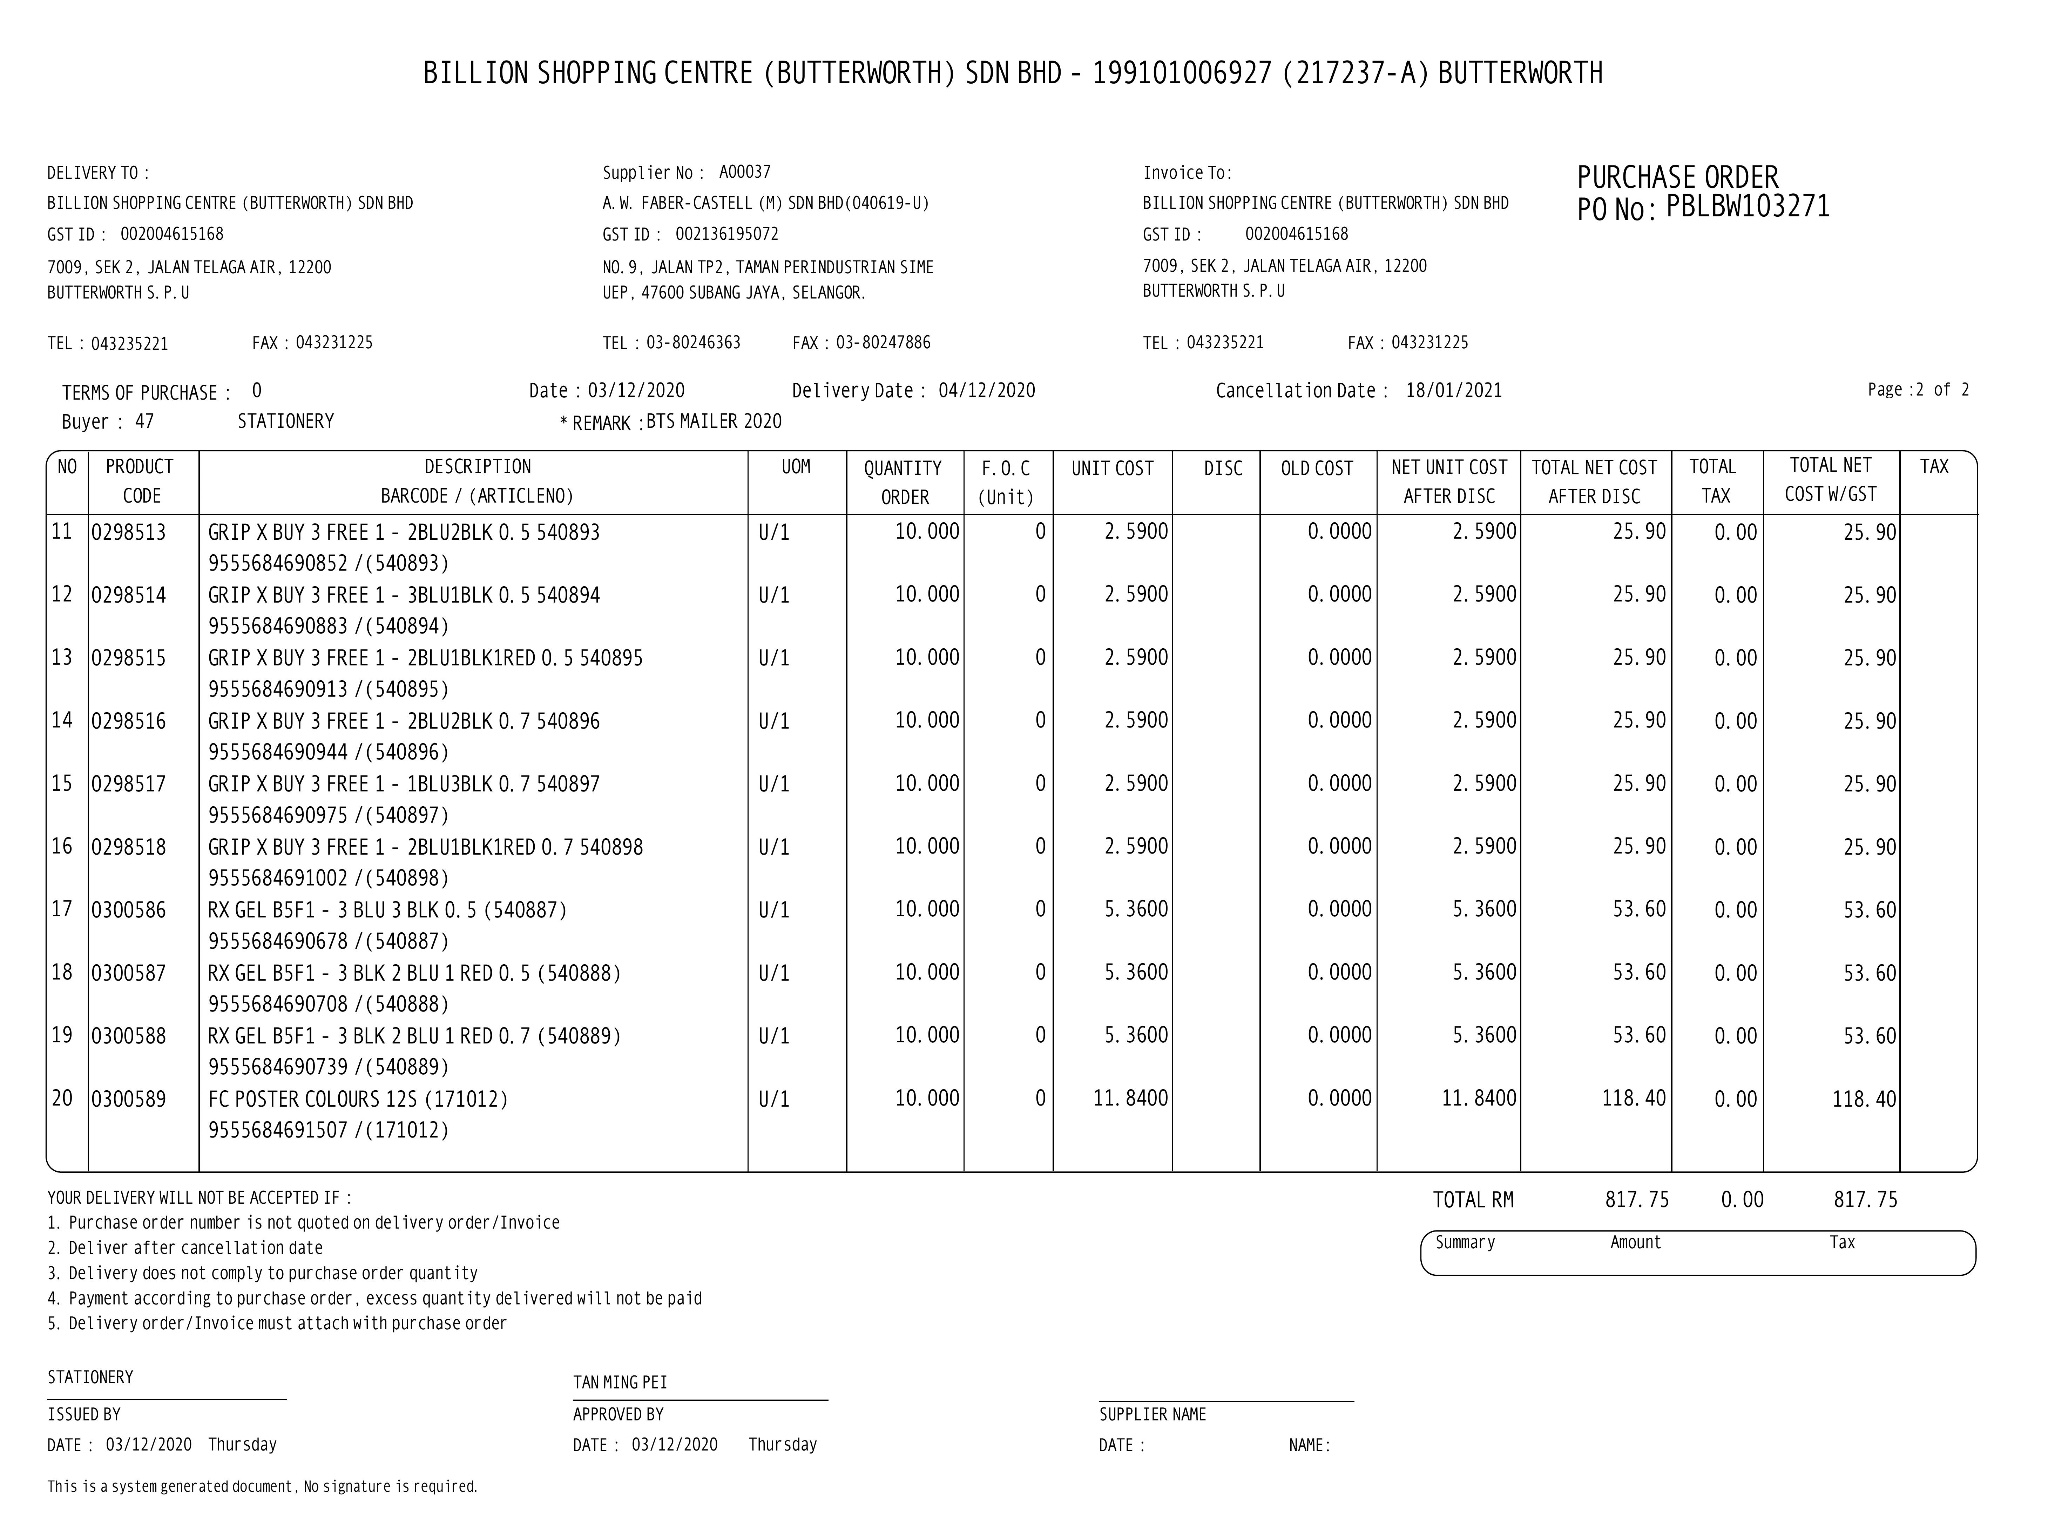 BILLION SHOPPING CENTRE (BUTTERWORTH) SDN BHD - 199101006927 (217237-A) BUTTERWORTH
DELIVERY TO :
BILLION SHOPPING CENTRE (BUTTERWORTH) SDN BHD
GST ID : 002004615168
7009, SEK 2, JALAN TELAGA AIR, 12200
BUTTERWORTH S.P.U
TEL : 043235221 FAX : 043231225
Supplier No : A00037
A.W. FABER-CASTELL (M) SDN BHD(040619-U)
GST ID : 002136195072
NO.9, JALAN TP2, TAMAN PERINDUSTRIAN SIME
UEP, 47600 SUBANG JAYA, SELANGOR.
TEL : 03-80246363 FAX : 03-80247886
Invoice To:
BILLION SHOPPING CENTRE (BUTTERWORTH) SDN BHD
GST ID : 002004615168
7009, SEK 2, JALAN TELAGA AIR, 12200
BUTTERWORTH S.P.U
TEL : 043235221 FAX : 043231225
PURCHASE ORDER
PO No: PBLBW103271
TERMS OF PURCHASE : 0 Date : 03/12/2020 Delivery Date : 04/12/2020 Cancellation Date : 18/01/2021 Page :2 of 2
Buyer : 47 STATIONERY * REMARK : BTS MAILER 2020
NO PRODUCT DESCRIPTION UOM QUANTITY F.O.C UNIT COST DISC OLD COST NET UNIT COST TOTAL NET COST TOTAL TOTAL NET TAX
CODE BARCODE / (ARTICLENO) ORDER (Unit) AFTER DISC AFTER DISC TAX COST W/GST
11 0298513 GRIP X BUY 3 FREE 1 - 2BLU2BLK 0.5 540893 U/1 10.000 0 2.5900 0.0000 2.5900 25.90 0.00 25.90
9555684690852 /(540893)
12 0298514 GRIP X BUY 3 FREE 1 - 3BLU1BLK 0.5 540894 U/1 10.000 0 2.5900 0.0000 2.5900 25.90 0.00 25.90
9555684690883 /(540894)
13 0298515 GRIP X BUY 3 FREE 1 - 2BLU1BLK1RED 0.5 540895 U/1 10.000 0 2.5900 0.0000 2.5900 25.90 0.00 25.90
9555684690913 /(540895)
14 0298516 GRIP X BUY 3 FREE 1 - 2BLU2BLK 0.7 540896 U/1 10.000 0 2.5900 0.0000 2.5900 25.90 0.00 25.90
9555684690944 /(540896)
15 0298517 GRIP X BUY 3 FREE 1 - 1BLU3BLK 0.7 540897 U/1 10.000 0 2.5900 0.0000 2.5900 25.90 0.00 25.90
9555684690975 /(540897)
16 0298518 GRIP X BUY 3 FREE 1 - 2BLU1BLK1RED 0.7 540898 U/1 10.000 0 2.5900 0.0000 2.5900 25.90 0.00 25.90
9555684691002 /(540898)
17 0300586 RX GEL B5F1 - 3 BLU 3 BLK 0.5 (540887) U/1 10.000 0 5.3600 0.0000 5.3600 53.60 0.00 53.60
9555684690678 /(540887)
18 0300587 RX GEL B5F1 - 3 BLK 2 BLU 1 RED 0.5 (540888) U/1 10.000 0 5.3600 0.0000 5.3600 53.60 0.00 53.60
9555684690708 /(540888)
19 0300588 RX GEL B5F1 - 3 BLK 2 BLU 1 RED 0.7 (540889) U/1 10.000 0 5.3600 0.0000 5.3600 53.60 0.00 53.60
9555684690739 /(540889)
20 0300589 FC POSTER COLOURS 12S (171012) U/1 10.000 0 11.8400 0.0000 11.8400 118.40 0.00 118.40
9555684691507 /(171012)
TOTAL RM 817.75 0.00 817.75
Summary Amount Tax
YOUR DELIVERY WILL NOT BE ACCEPTED IF :
1. Purchase order number is not quoted on delivery order/Invoice
2. Deliver after cancellation date
3. Delivery does not comply to purchase order quantity
4. Payment according to purchase order, excess quantity delivered will not be paid
5. Delivery order/Invoice must attach with purchase order
STATIONERY
ISSUED BY
DATE : 03/12/2020 Thursday
TAN MING PEI
APPROVED BY
DATE : 03/12/2020 Thursday
SUPPLIER NAME
DATE : NAME:
This is a system generated document, No signature is required.